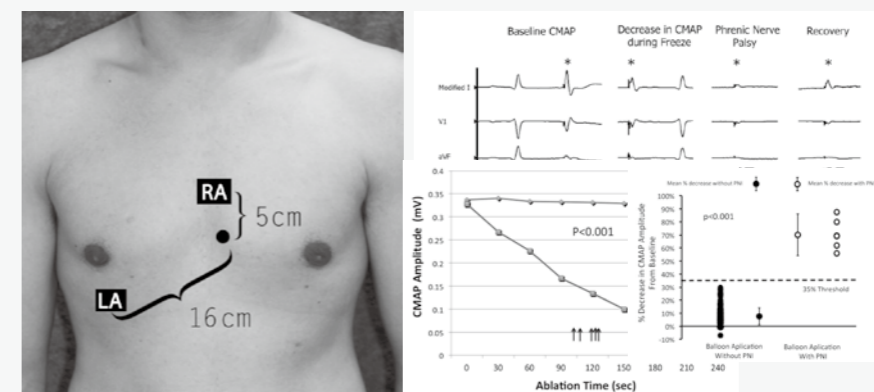 RA
5cm
LA
16cm
Baseline CMAP
Decrease in CMAP
during Freeze
Phrenic Nerve
Palsy
Recovery
* * * *
Modified I
V1
aVF
CMAP Amplitude (mV)
0.4
0.35
0.3
0.25
0.2
0.15
0.1
0.05
0
P<0.001
0 30 60 90 120 150 180 210 240
Ablation Time (sec)
Mean % decrease without PNI
Mean % decrease with PNI
% Decrease in CMAP Amplitude
From Baseline
100%
90%
80%
70%
60%
50%
40%
30%
20%
10%
0%
-10%
p<0.001
35% Threshold
Balloon Aplication
Without PNI
Balloon Aplication
With PNI